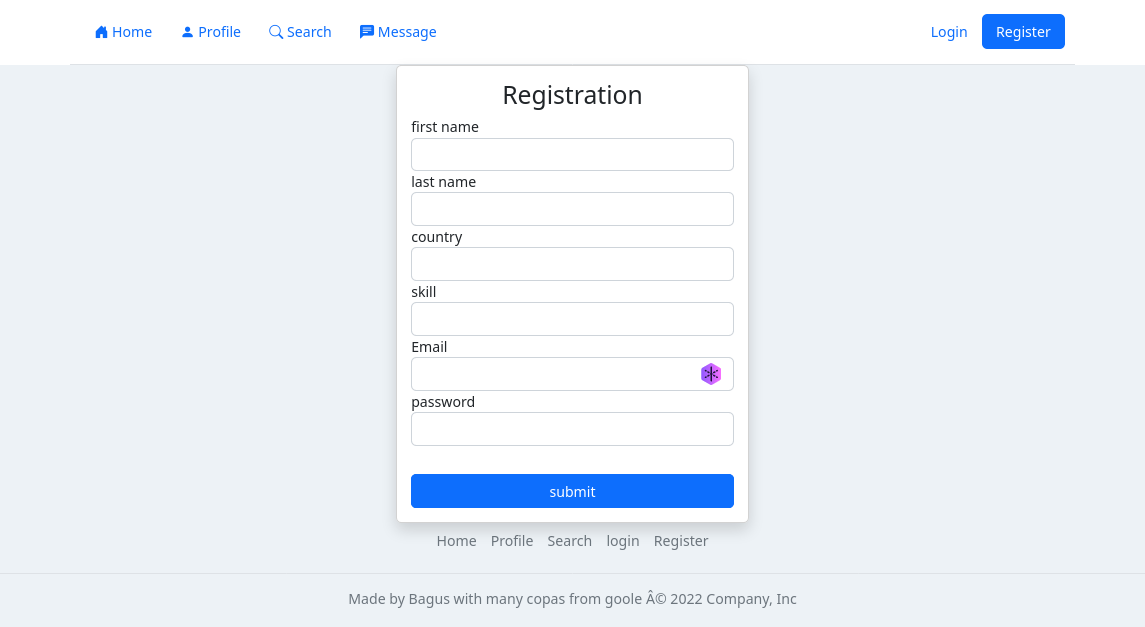 Home Profile Search Message Login Register
Registration
first name
last name
country
skill
Email
password
submit
Home Profile Search login Register
Made by Bagus with many copas from goole Â© 2022 Company, Inc